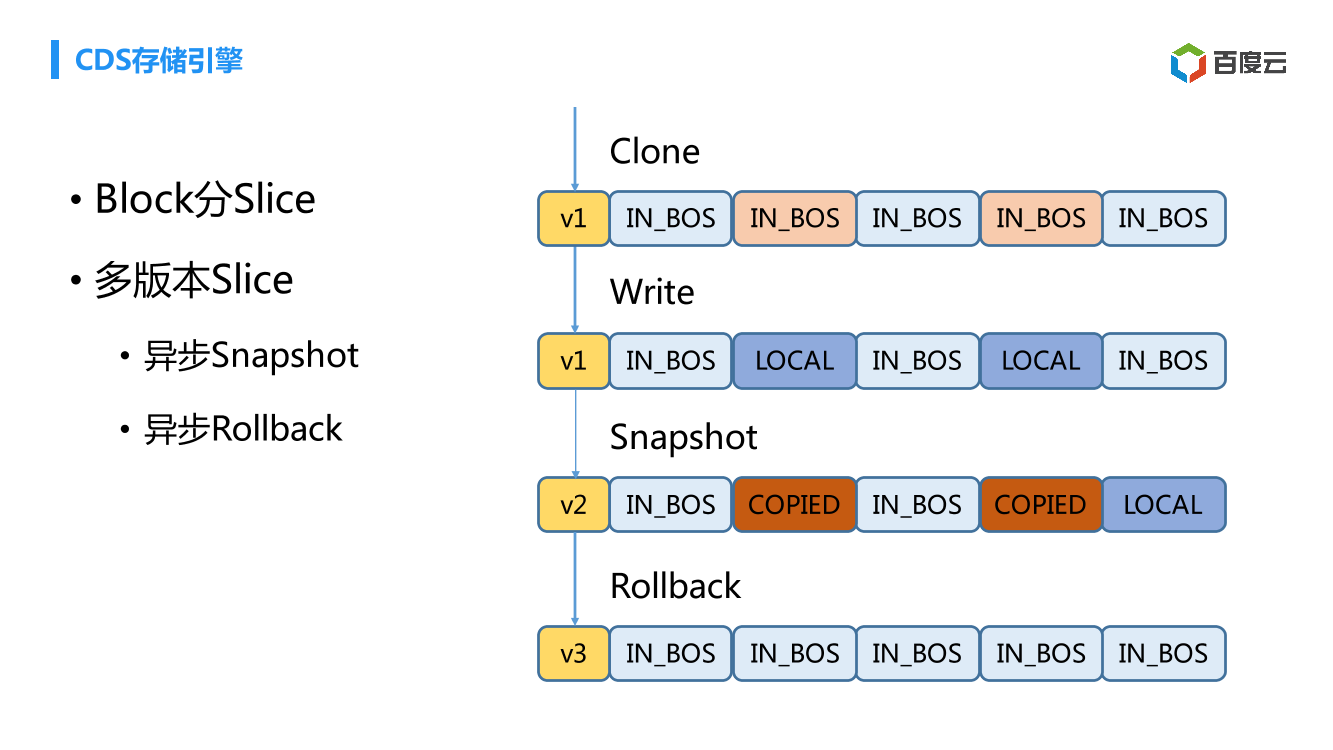 CDS存储引擎
百度云
• Block分Slice
• 多版本Slice
• 异步Snapshot
• 异步Rollback
Clone
v1 IN_BOS IN_BOS IN_BOS IN_BOS IN_BOS
Write
v1 IN_BOS LOCAL IN_BOS LOCAL IN_BOS
Snapshot
v2 IN_BOS COPIED IN_BOS COPIED LOCAL
Rollback
v3 IN_BOS IN_BOS IN_BOS IN_BOS IN_BOS